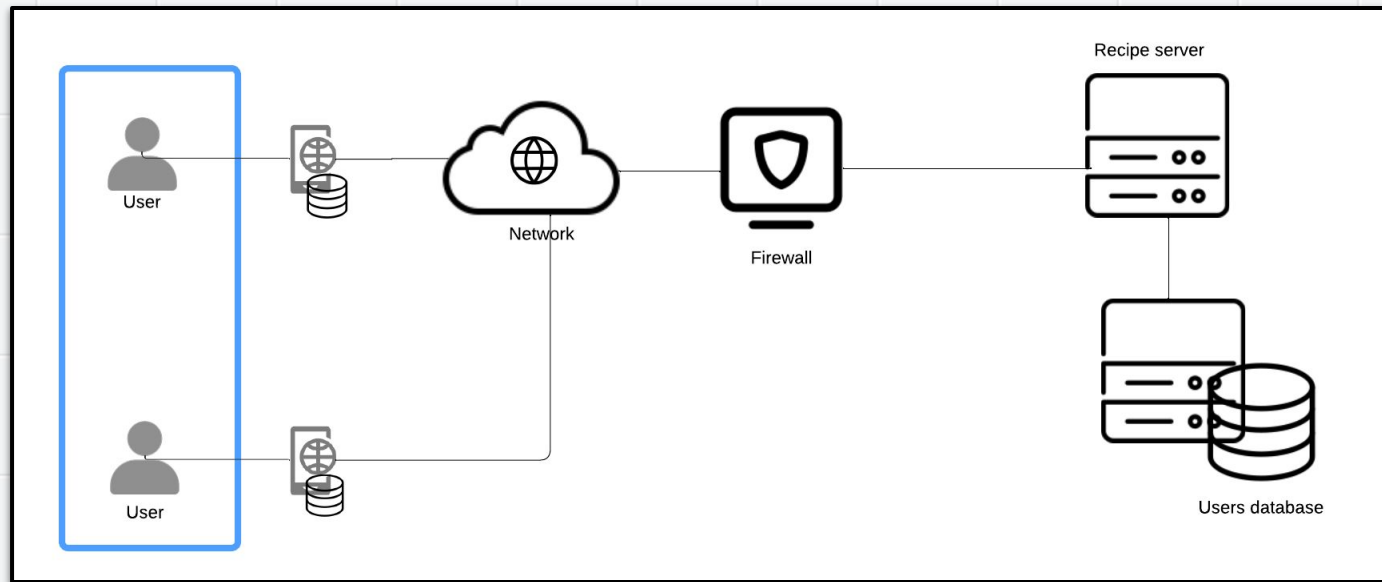 Recipe server
User
Network
Firewall
User
Users database